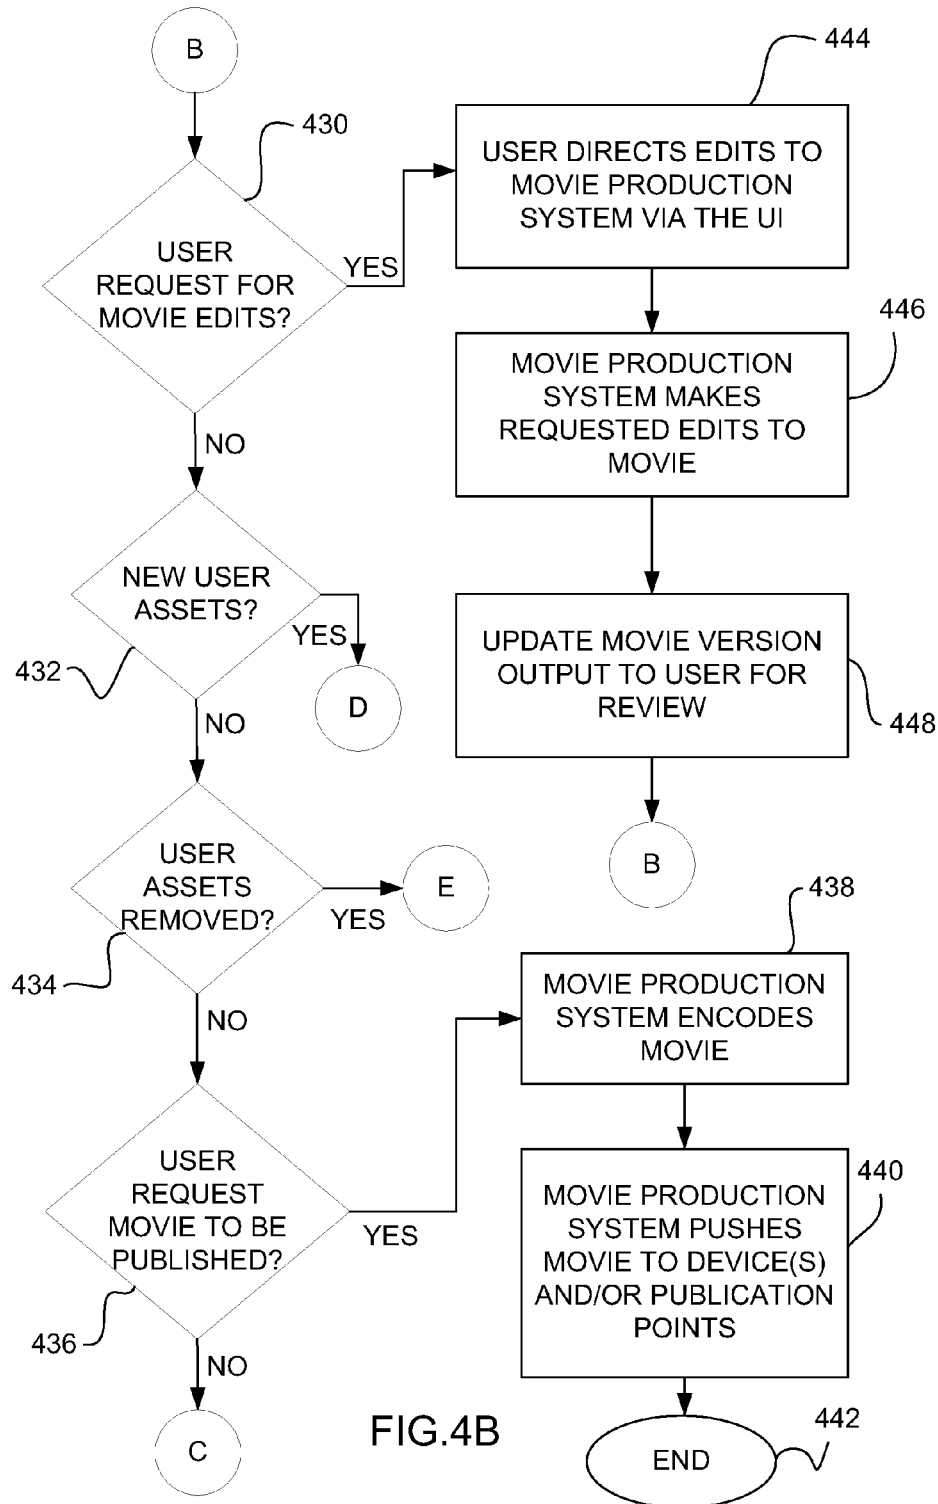 B
430
USER
REQUEST FOR
MOVIE EDITS?
YES
NO
444
USER DIRECTS EDITS TO
MOVIE PRODUCTION
SYSTEM VIA THE UI
446
MOVIE PRODUCTION
SYSTEM MAKES
REQUESTED EDITS TO
MOVIE
448
UPDATE MOVIE VERSION
OUTPUT TO USER FOR
REVIEW
B
432
NEW USER
ASSETS?
YES
D
NO
434
USER
ASSETS
REMOVED?
YES
E
NO
436
USER
REQUEST
MOVIE TO BE
PUBLISHED?
YES
NO
C
438
MOVIE PRODUCTION
SYSTEM ENCODES
MOVIE
440
MOVIE PRODUCTION
SYSTEM PUSHES
MOVIE TO DEVICE(S)
AND/OR PUBLICATION
POINTS
END
442
FIG.4B